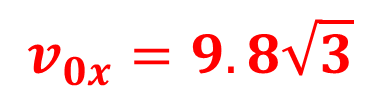 v₀ₓ = 9.8√3